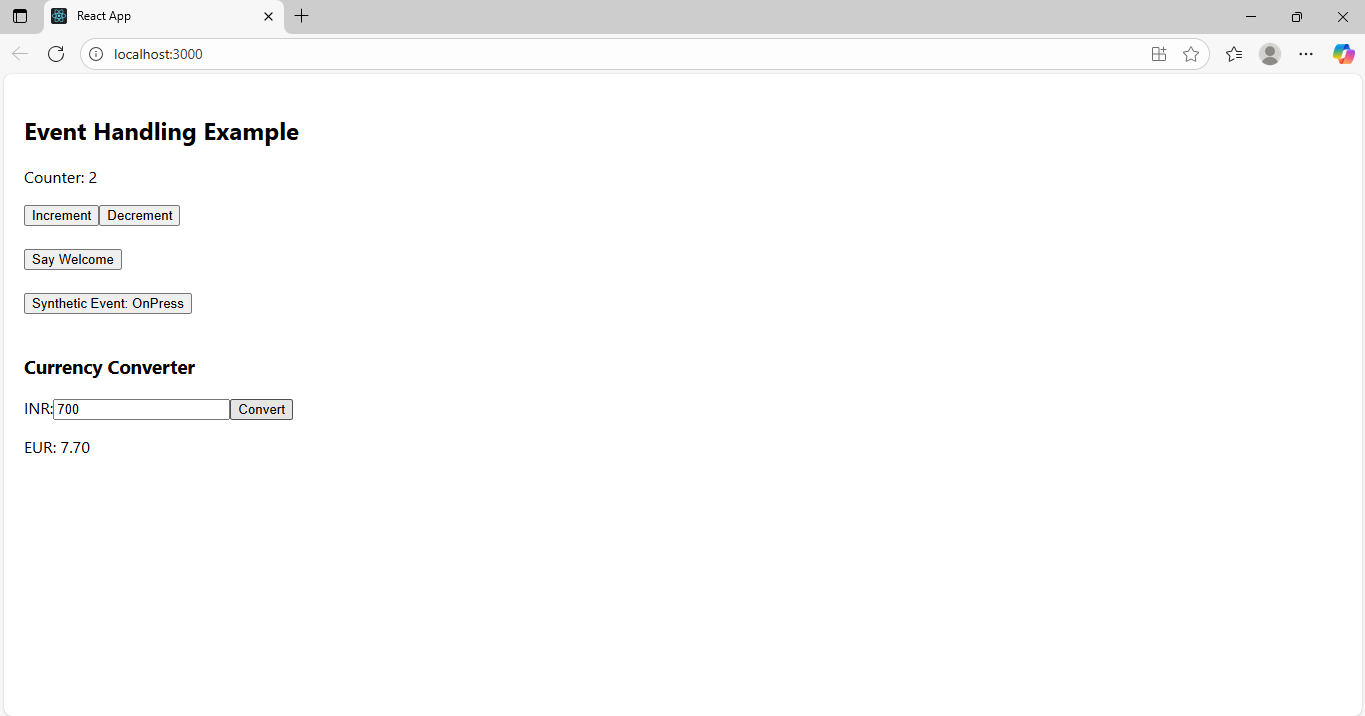 React App
localhost:3000
Event Handling Example
Counter: 2
Increment Decrement
Say Welcome
Synthetic Event: OnPress
Currency Converter
INR: 700 Convert
EUR: 7.70